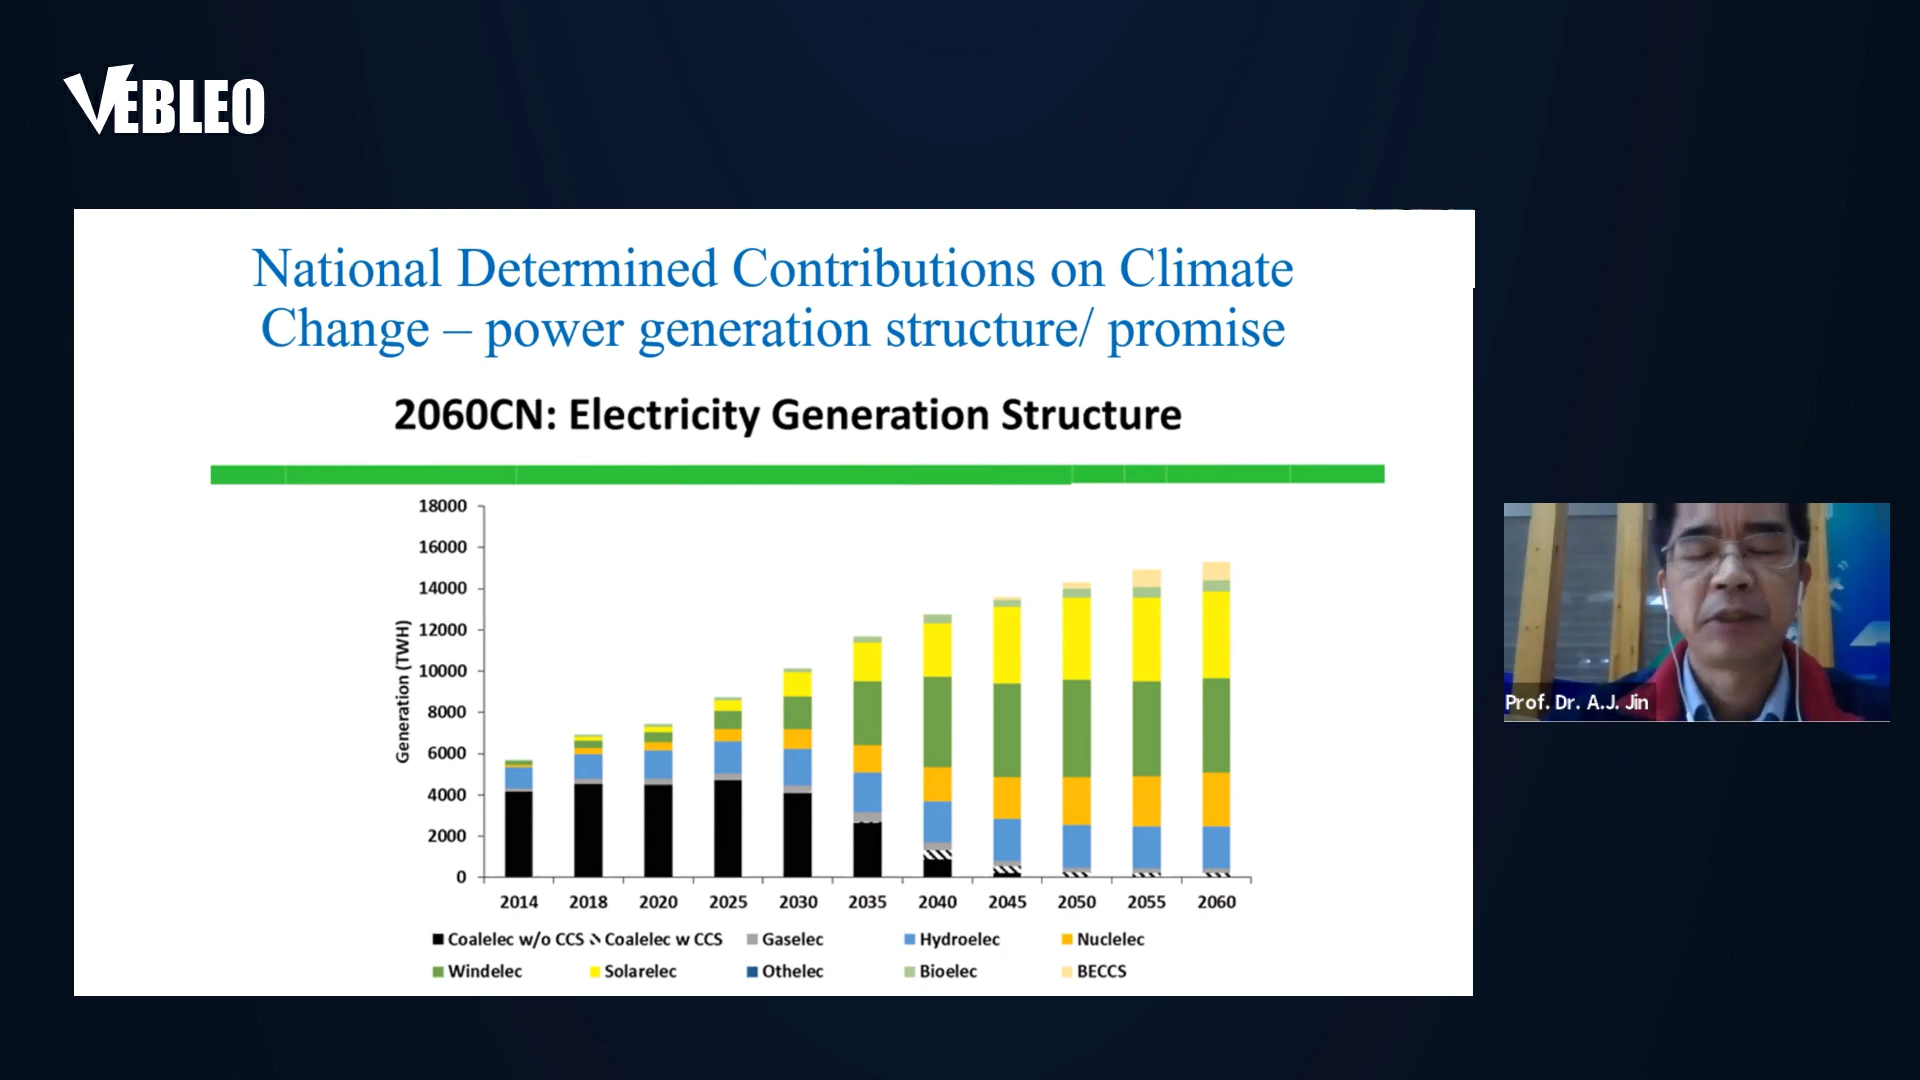 VEBLEO
National Determined Contributions on Climate
Change – power generation structure/ promise
2060CN: Electricity Generation Structure
Generation (TWH)
18000
16000
14000
12000
10000
8000
6000
4000
2000
0
2014 2018 2020 2025 2030 2035 2040 2045 2050 2055 2060
Coalelec w/o CCS Coalelec w CCS Gaselec Hydroelec Nuclelec
Windelec Solarelec Othelec Bioelec BECCS
Prof. Dr. A.J. Jin